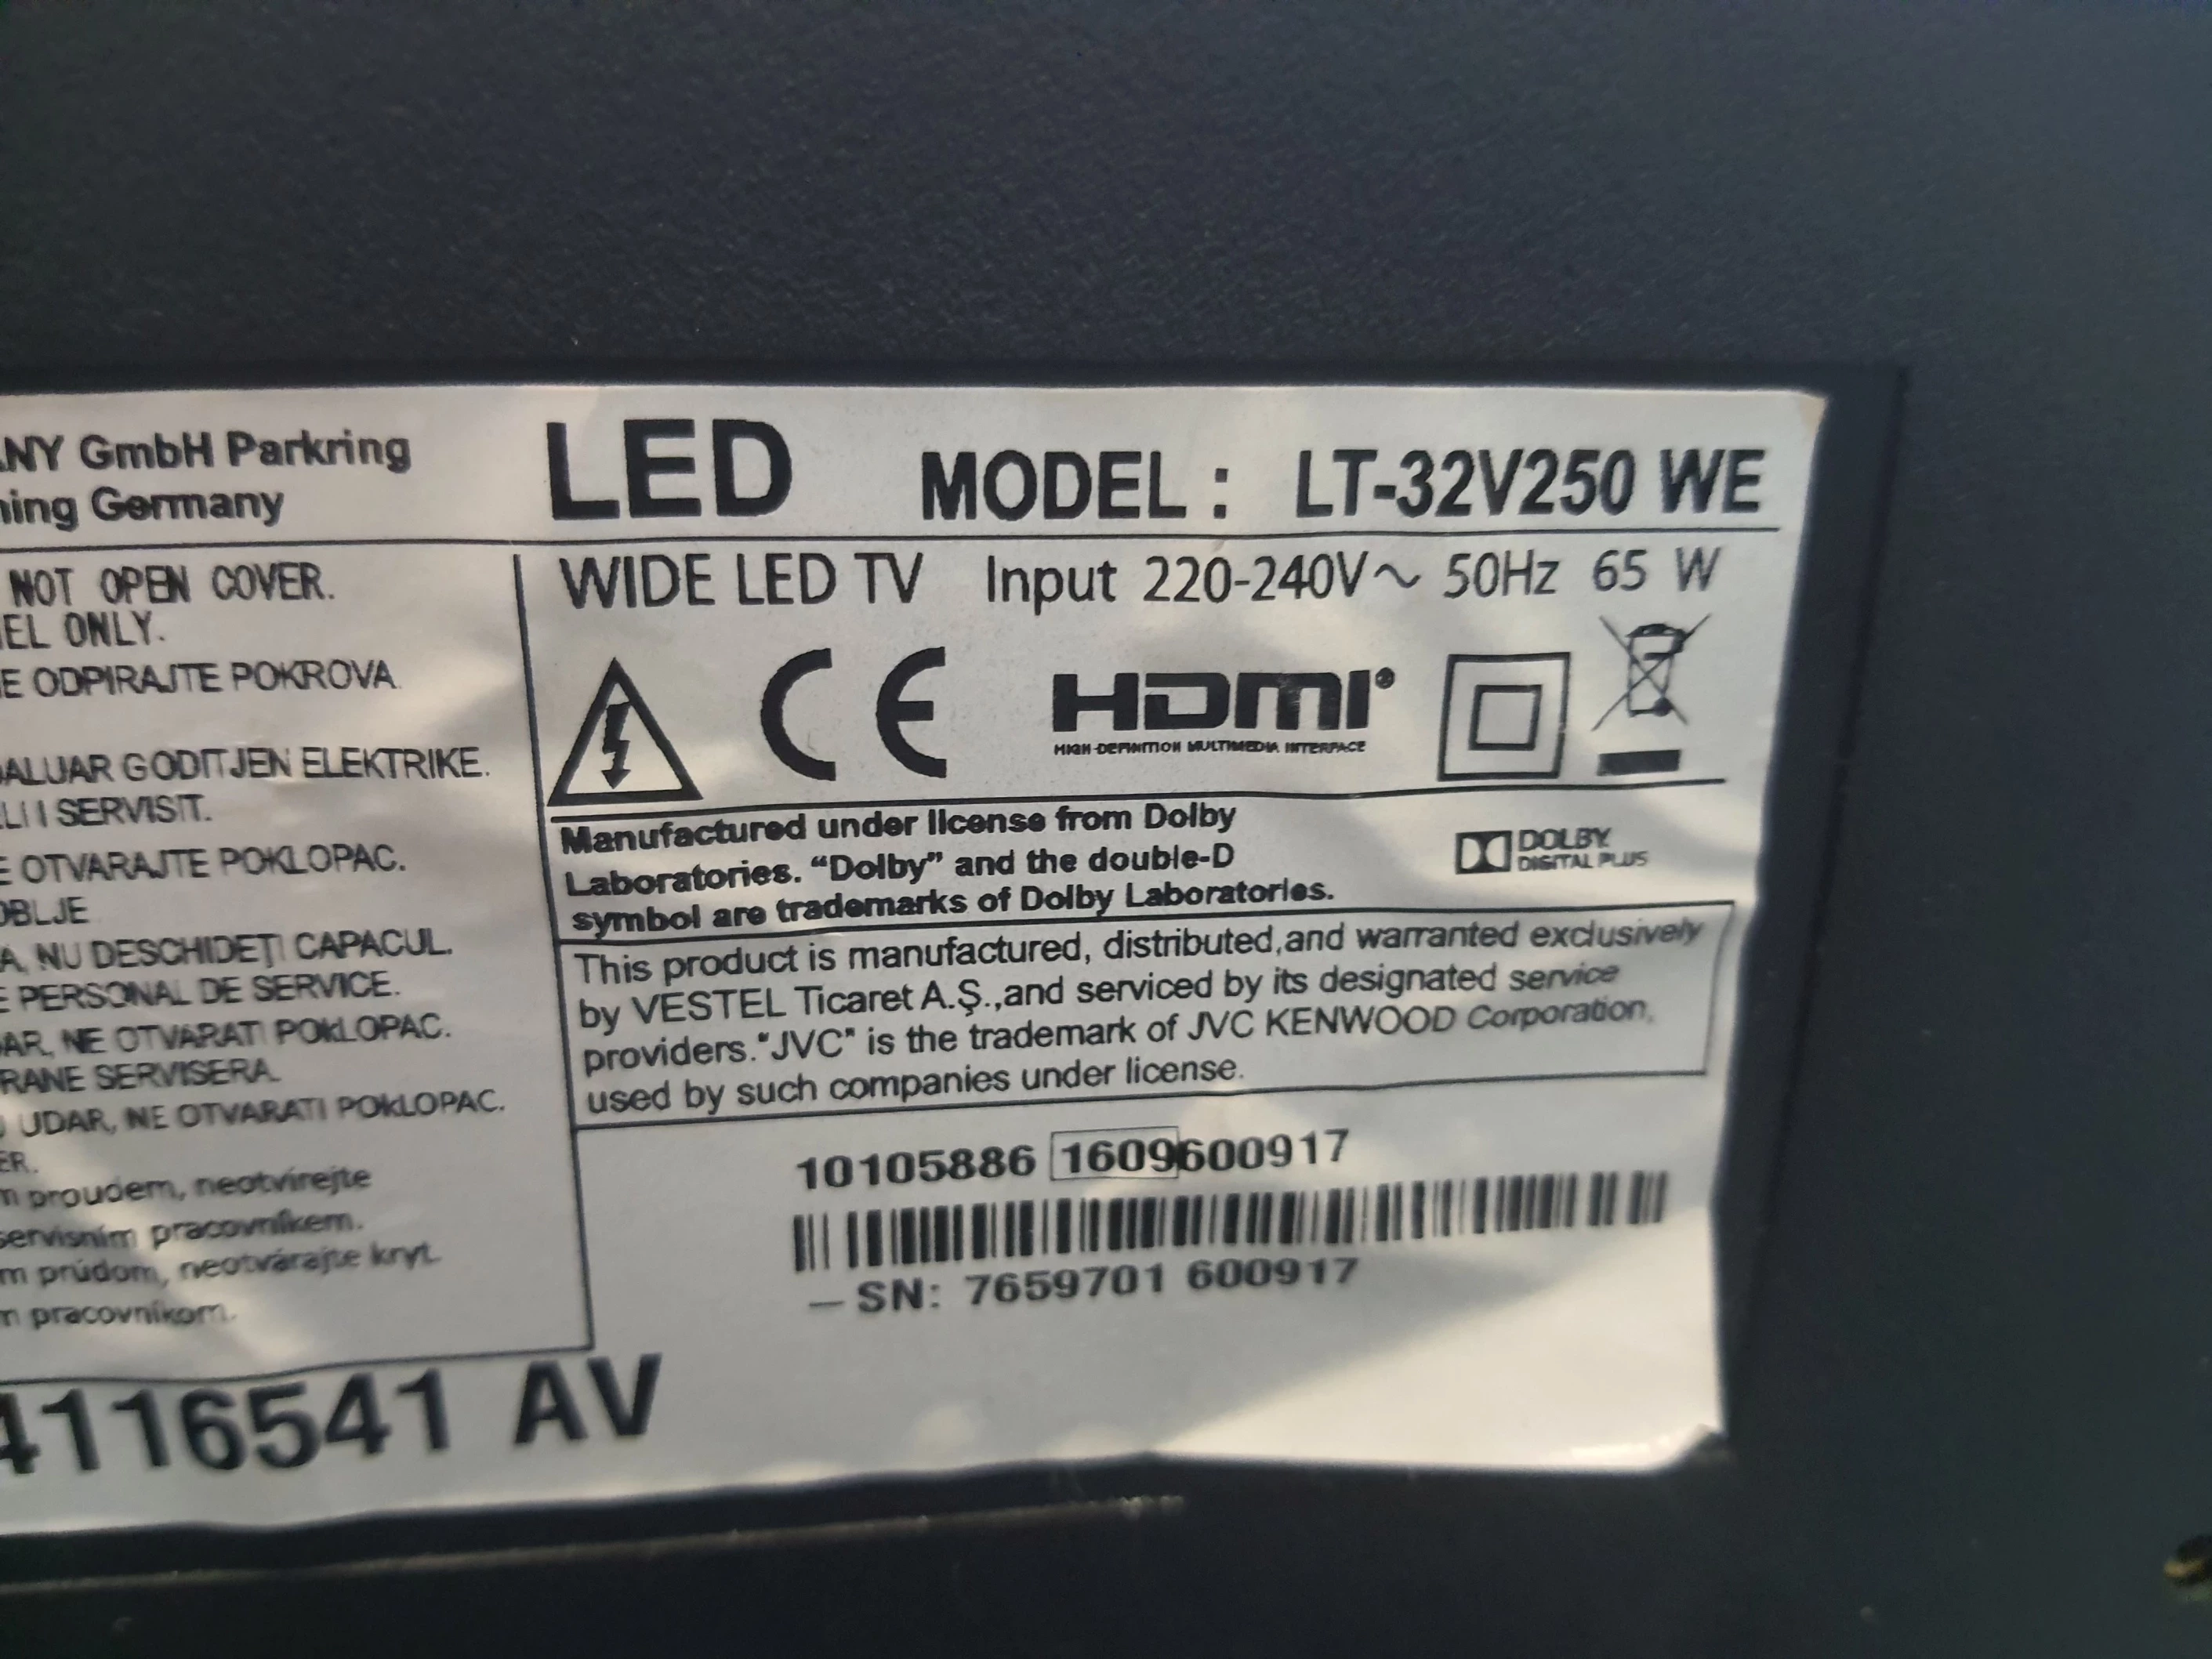 NY GmbH Parkring
ning Germany
LED MODEL : LT-32V250 WE
NOT OPEN COVER.
EL ONLY.
E ODPIRAJTE POKROVA
ALUAR GODITJEN ELEKTRIKE.
LI I SERVISIT.
E OTVARAJTE POKLOPAC.
OBLJE
A, NU DESCHIDEŢI CAPACUL.
E PERSONAL DE SERVICE.
AR, NE OTVARATI POKLOPAC.
RANE SERVISERA.
UDAR, NE OTVARATI POKLOPAC.
ER.
m proudem, neotvírejte
servisním pracovníkem.
m prúdom, neotvárajte kryt.
m pracovníkom.
4116541 AV
WIDE LED TV Input 220-240V~ 50Hz 65 W
CE HDMI®
HIGH-DEFINITION MULTIMEDIA INTERFACE
Manufactured under license from Dolby
Laboratories. “Dolby” and the double-D
symbol are trademarks of Dolby Laboratories.
DOLBY
DIGITAL PLUS
This product is manufactured, distributed,and warranted exclusively
by VESTEL Ticaret A.Ş.,and serviced by its designated service
providers.“JVC” is the trademark of JVC KENWOOD Corporation,
used by such companies under license.
10105886 1609600917
—SN: 7659701 600917